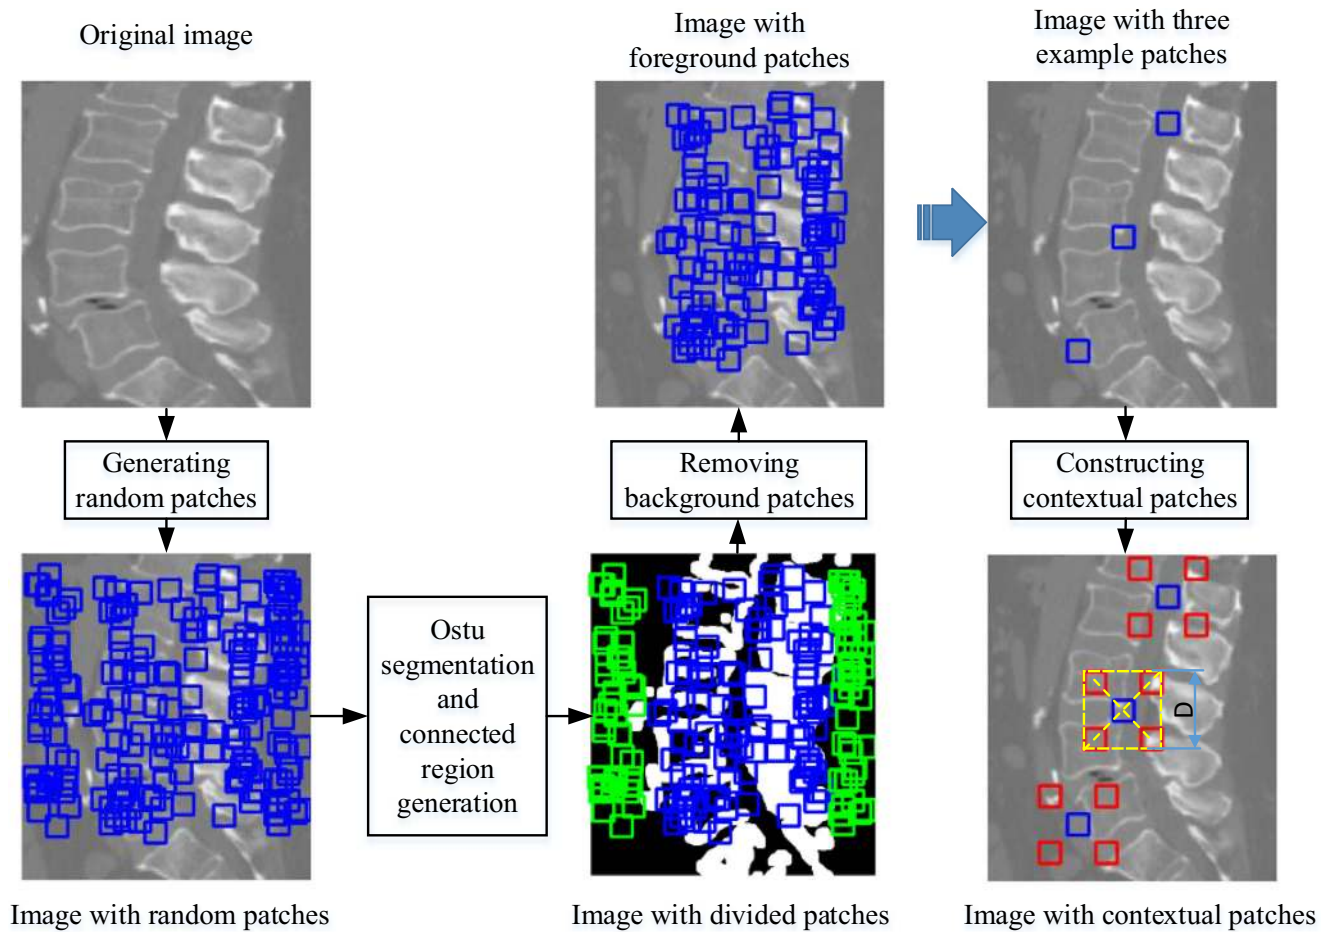 Original image
Generating
random patches
Image with random patches
Ostu
segmentation
and
connected
region
generation
Image with divided patches
Removing
background patches
Image with
foreground patches
Image with three
example patches
Constructing
contextual patches
D
Image with contextual patches